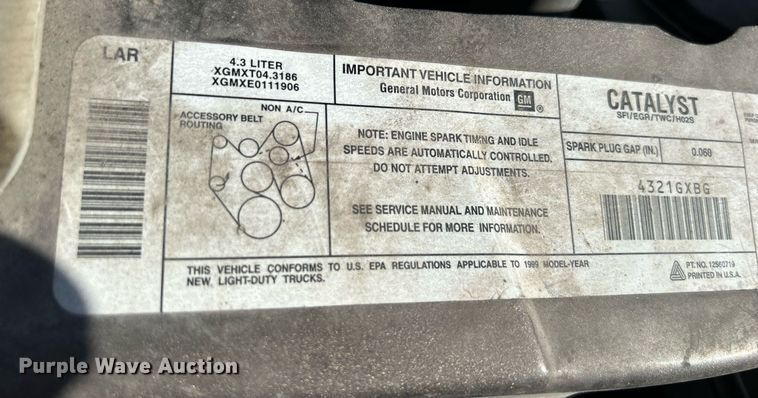 LAR
4.3 LITER
XGMXT04.3186
XGMXE0111906
NON A/C
ACCESSORY BELT
ROUTING
IMPORTANT VEHICLE INFORMATION
General Motors Corporation GM ®
NOTE: ENGINE SPARK TIMING AND IDLE
SPEEDS ARE AUTOMATICALLY CONTROLLED.
DO NOT ATTEMPT ADJUSTMENTS.
SEE SERVICE MANUAL AND MAINTENANCE
SCHEDULE FOR MORE INFORMATION.
CATALYST
SFI/EGR/TWC/HO2S
SPARK PLUG GAP (IN.) 0.060
4321GXBG
THIS VEHICLE CONFORMS TO U.S. EPA REGULATIONS APPLICABLE TO 1999 MODEL-YEAR
NEW LIGHT-DUTY TRUCKS.
PT. NO. 12560719
PRINTED IN U.S.A.
Purple Wave Auction